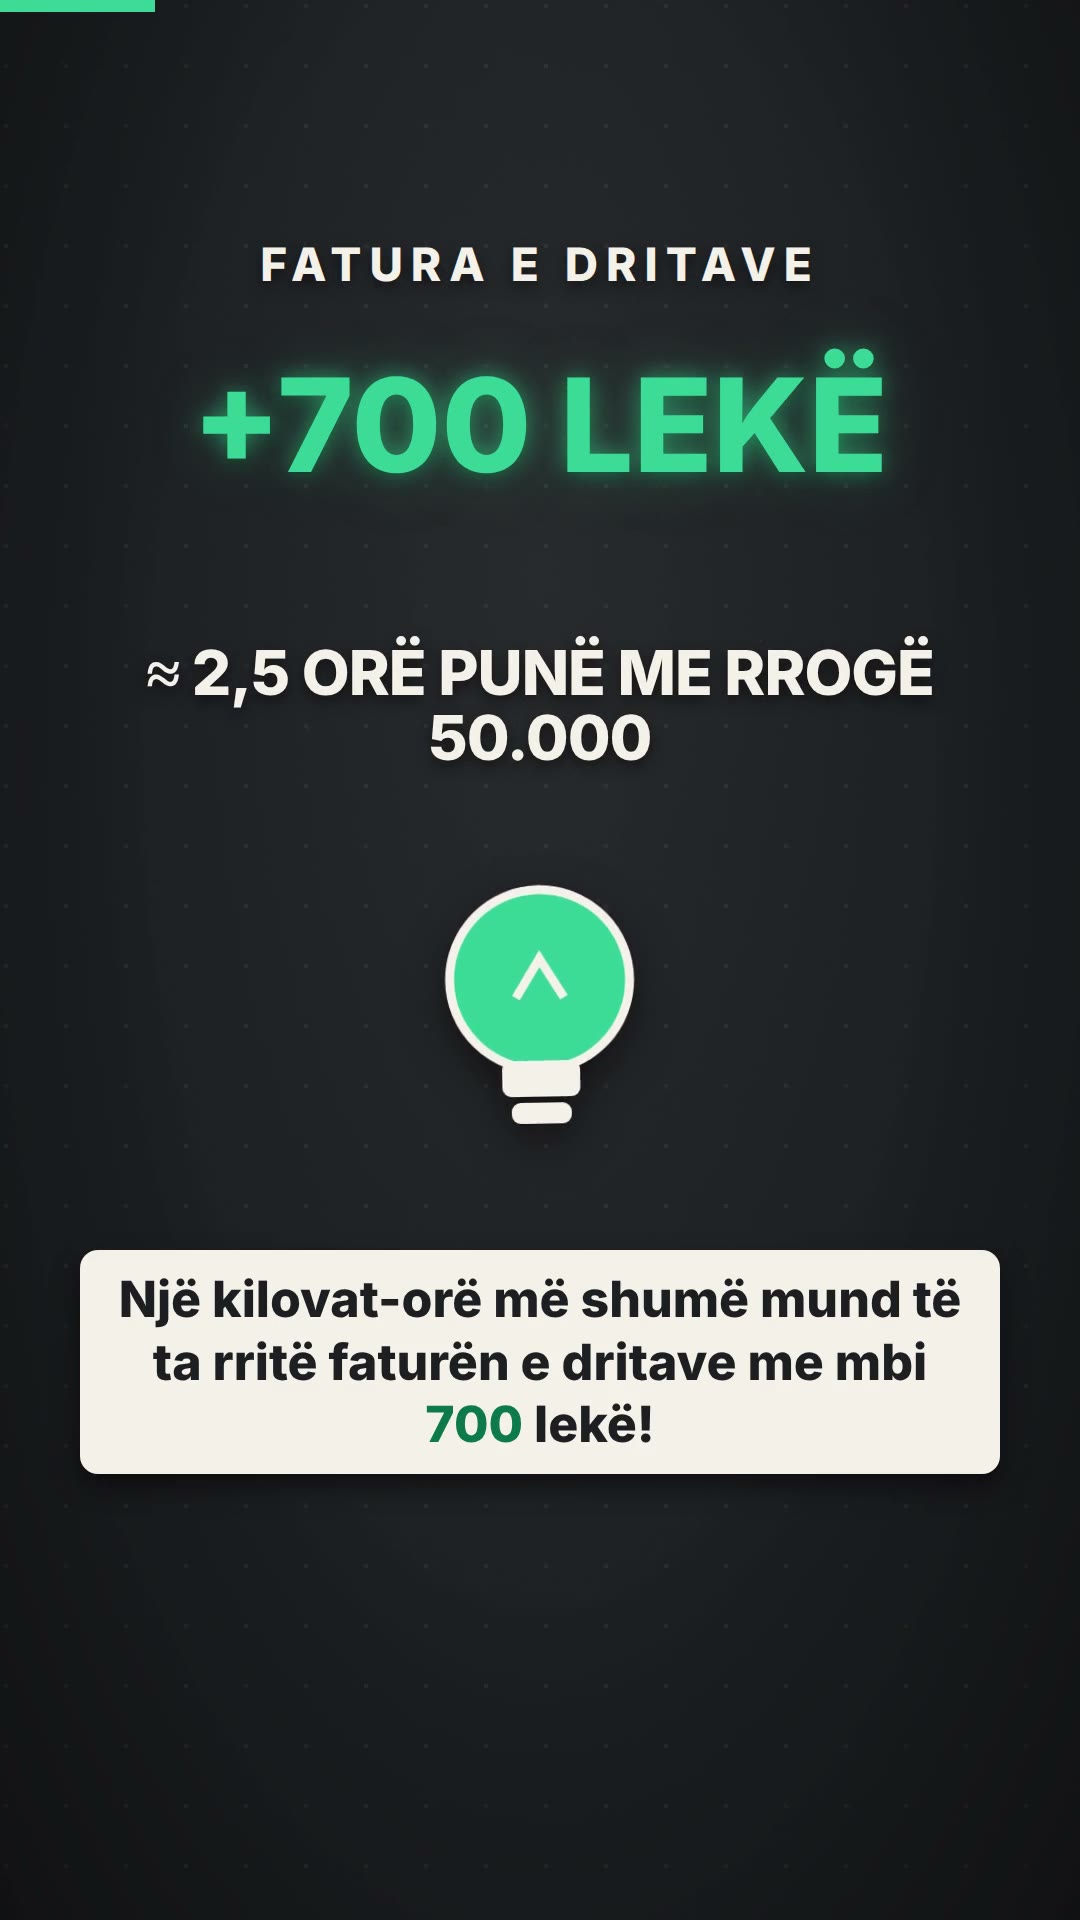 FATURA E DRITAVE
+700 LEKË
≈ 2,5 ORË PUNË ME RROGË
50.000
Një kilovat-orë më shumë mund të
ta rritë faturën e dritave me mbi
700 lekë!